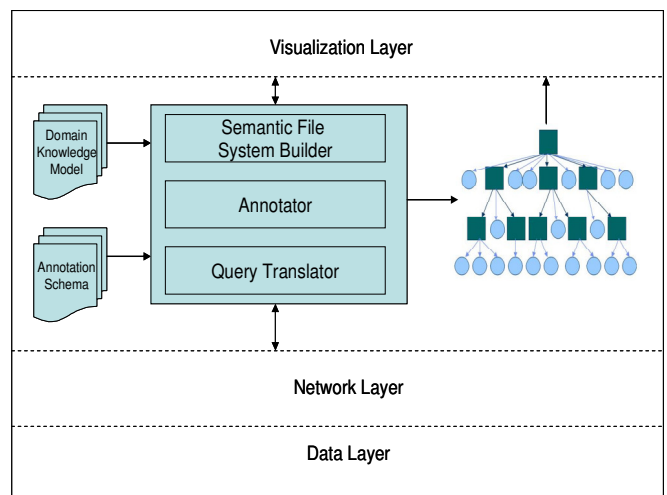 Visualization Layer
Domain
Knowledge
Model
Semantic File
System Builder
Annotator
Annotation
Schema
Query Translator
Network Layer
Data Layer